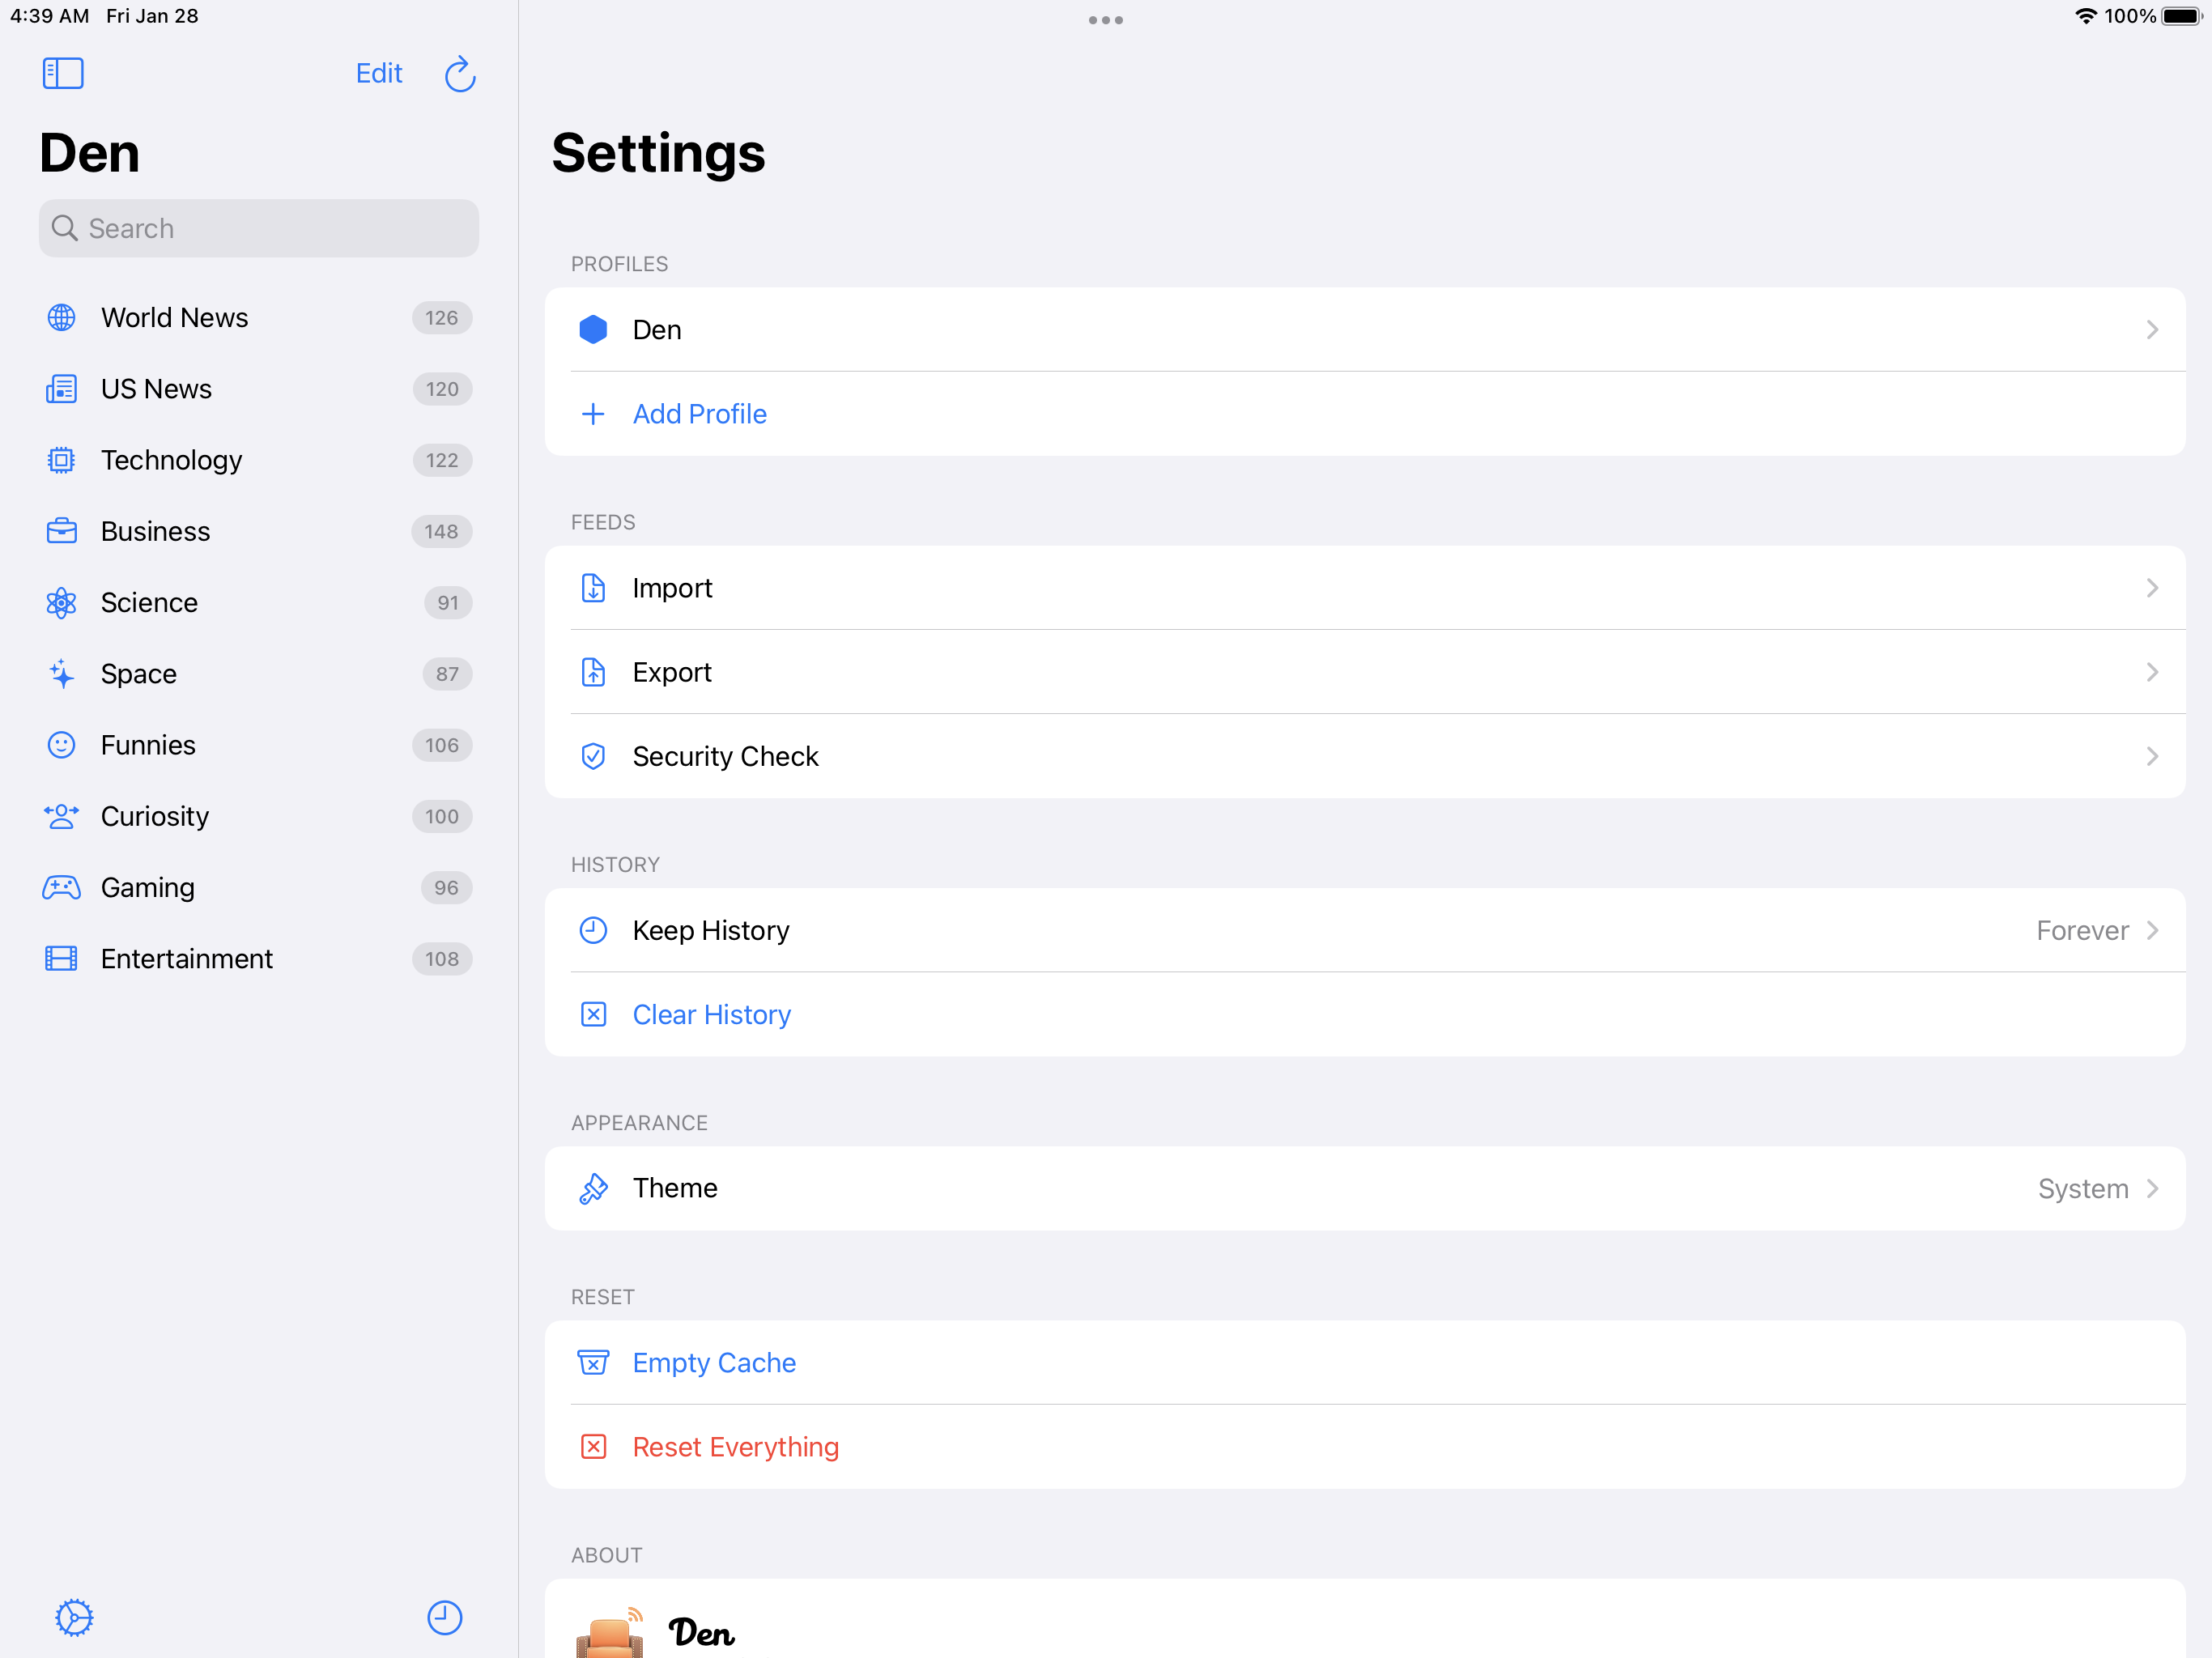 4:39 AM Fri Jan 28
100%
Edit
Den
Search
World News 126
US News 120
Technology 122
Business 148
Science 91
Space 87
Funnies 106
Curiosity 100
Gaming 96
Entertainment 108
Settings
PROFILES
Den
Add Profile
FEEDS
Import
Export
Security Check
HISTORY
Keep History Forever
Clear History
APPEARANCE
Theme System
RESET
Empty Cache
Reset Everything
ABOUT
Den